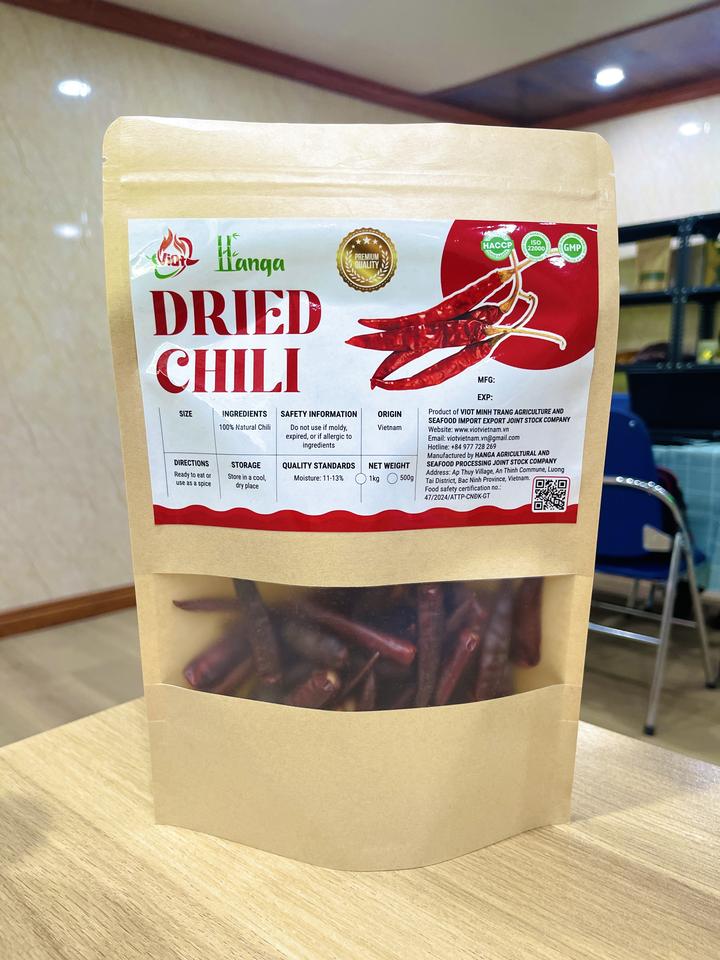 VIOT
Hanga
PREMIUM
QUALITY
HACCP
ISO
22000
GMP
DRIED
CHILI
MFG:
EXP:
SIZE
INGREDIENTS
100% Natural Chili
SAFETY INFORMATION
Do not use if moldy,
expired, or if allergic to
ingredients
ORIGIN
Vietnam
DIRECTIONS
Ready to eat or
use as a spice
STORAGE
Store in a cool,
dry place
QUALITY STANDARDS
Moisture: 11-13%
NET WEIGHT
1kg
500g
Product of VIOT MINH TRANG AGRICULTURE AND
SEAFOOD IMPORT EXPORT JOINT STOCK COMPANY
Website: www.viotvietnam.vn
Email: viotvietnam.vn@gmail.com
Hotline: +84 977 728 269
Manufactured by HANGA AGRICULTURAL AND
SEAFOOD PROCESSING JOINT STOCK COMPANY
Address: Ap Thuy Village, An Thinh Commune, Luong
Tai District, Bac Ninh Province, Vietnam.
Food safety certification no.:
47/2024/ATTP-CNĐK-GT